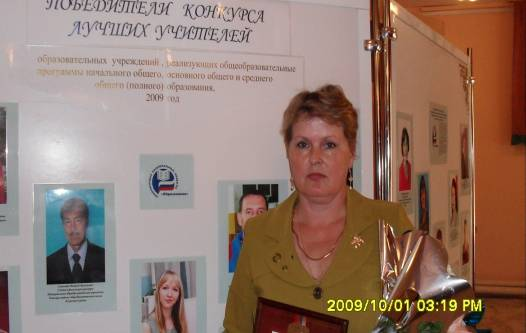 ПОБЕДИТЕЛИ КОНКУРСА
ЛУЧШИХ УЧИТЕЛЕЙ
образовательных учреждений, реализующих общеобразовательные
программы начального общего, основного общего и среднего
общего (полного) образования,
2009 год
2009/10/01 03:19 PM